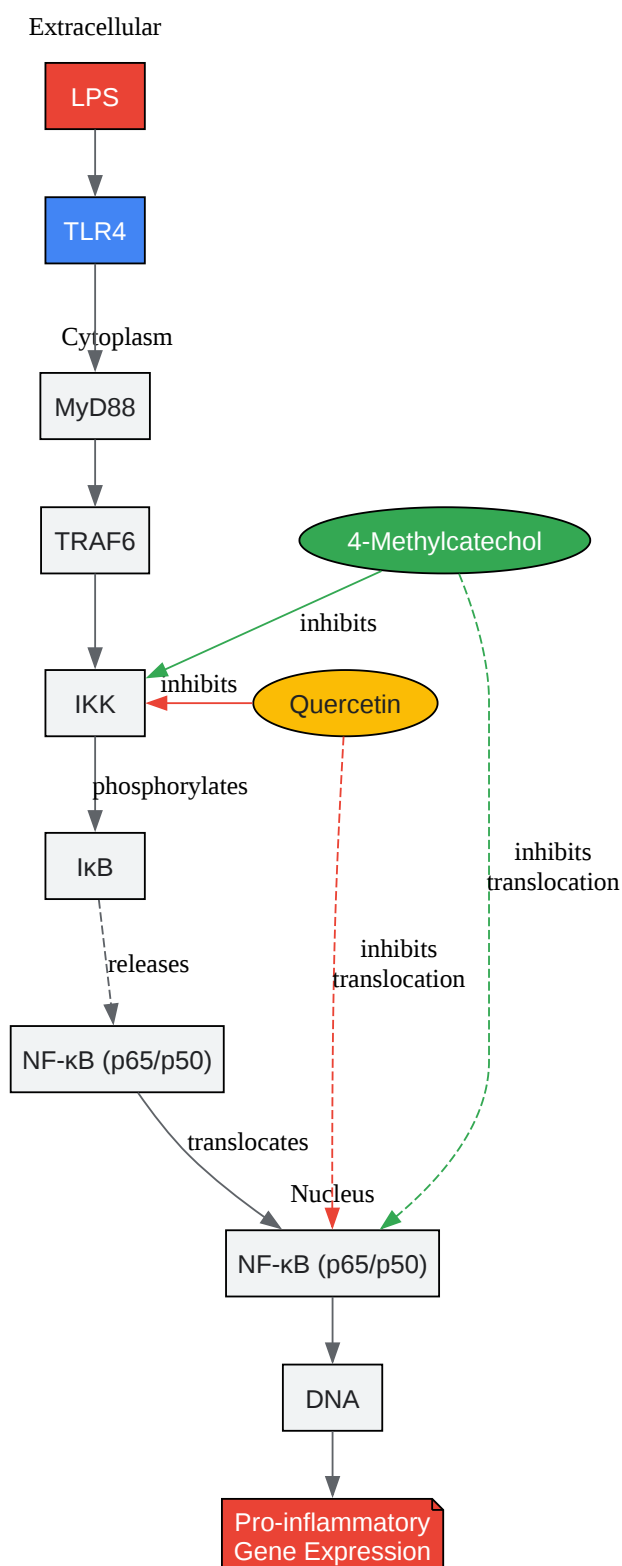 Extracellular
LPS
TLR4
Cytoplasm
MyD88
TRAF6
4-Methylcatechol
inhibits
IKK
inhibits
Quercetin
phosphorylates
IκB
inhibits
translocation
inhibits
translocation
releases
NF-κB (p65/p50)
translocates
Nucleus
NF-κB (p65/p50)
DNA
Pro-inflammatory
Gene Expression